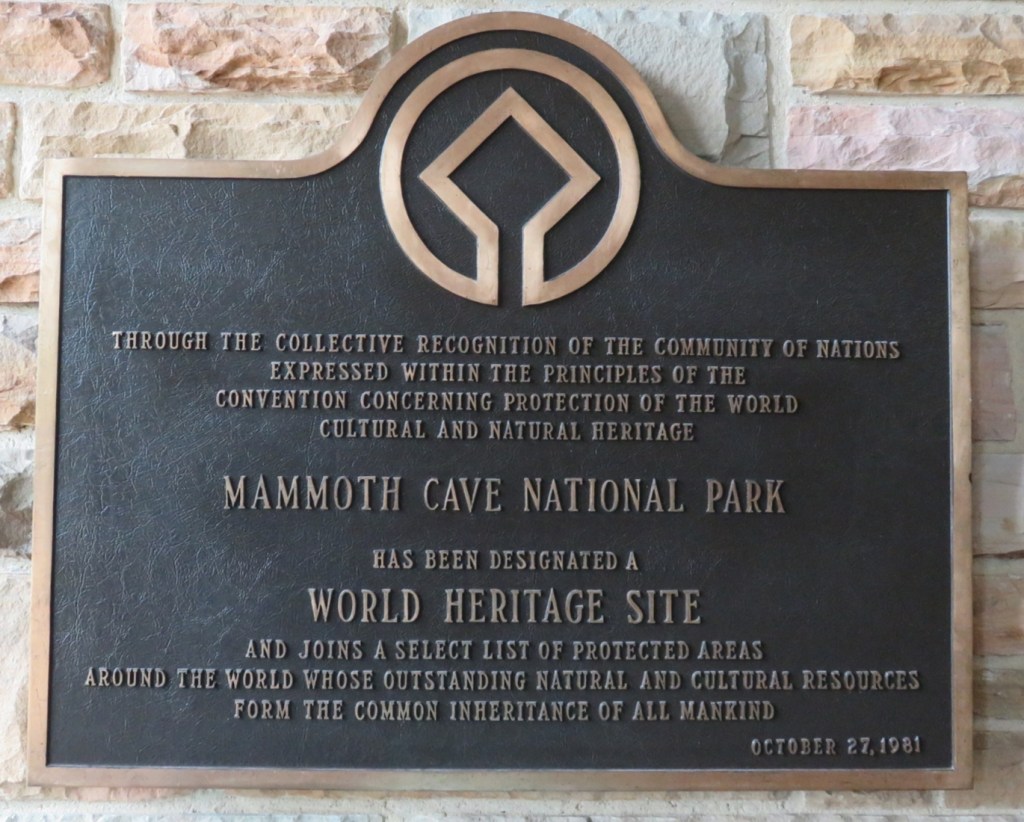 THROUGH THE COLLECTIVE RECOGNITION OF THE COMMUNITY OF NATIONS
EXPRESSED WITHIN THE PRINCIPLES OF THE
CONVENTION CONCERNING PROTECTION OF THE WORLD
CULTURAL AND NATURAL HERITAGE
MAMMOTH CAVE NATIONAL PARK
HAS BEEN DESIGNATED A
WORLD HERITAGE SITE
AND JOINS A SELECT LIST OF PROTECTED AREAS
AROUND THE WORLD WHOSE OUTSTANDING NATURAL AND CULTURAL RESOURCES
FORM THE COMMON INHERITANCE OF ALL MANKIND
OCTOBER 27, 1981